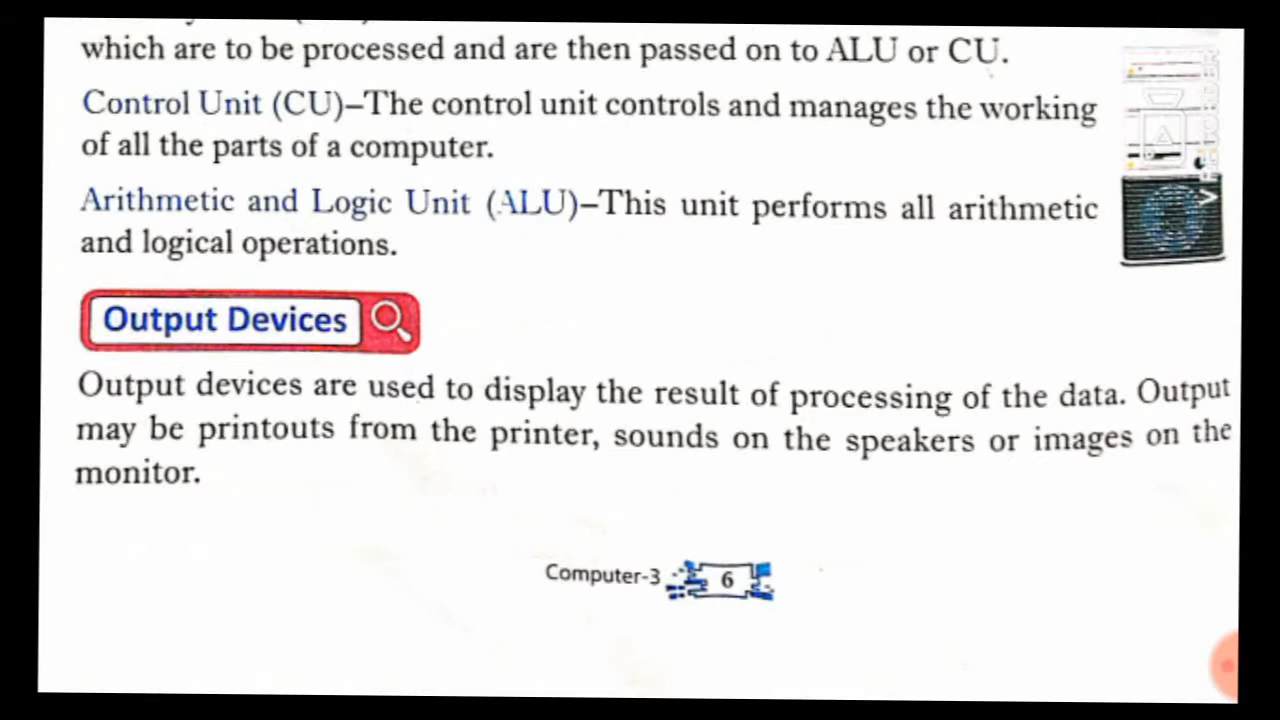 which are to be processed and are then passed on to ALU or CU.
Control Unit (CU)–The control unit controls and manages the working
of all the parts of a computer.
Arithmetic and Logic Unit (ALU)–This unit performs all arithmetic
and logical operations.
Output Devices
Output devices are used to display the result of processing of the data. Output
may be printouts from the printer, sounds on the speakers or images on the
monitor.
Computer-3 6